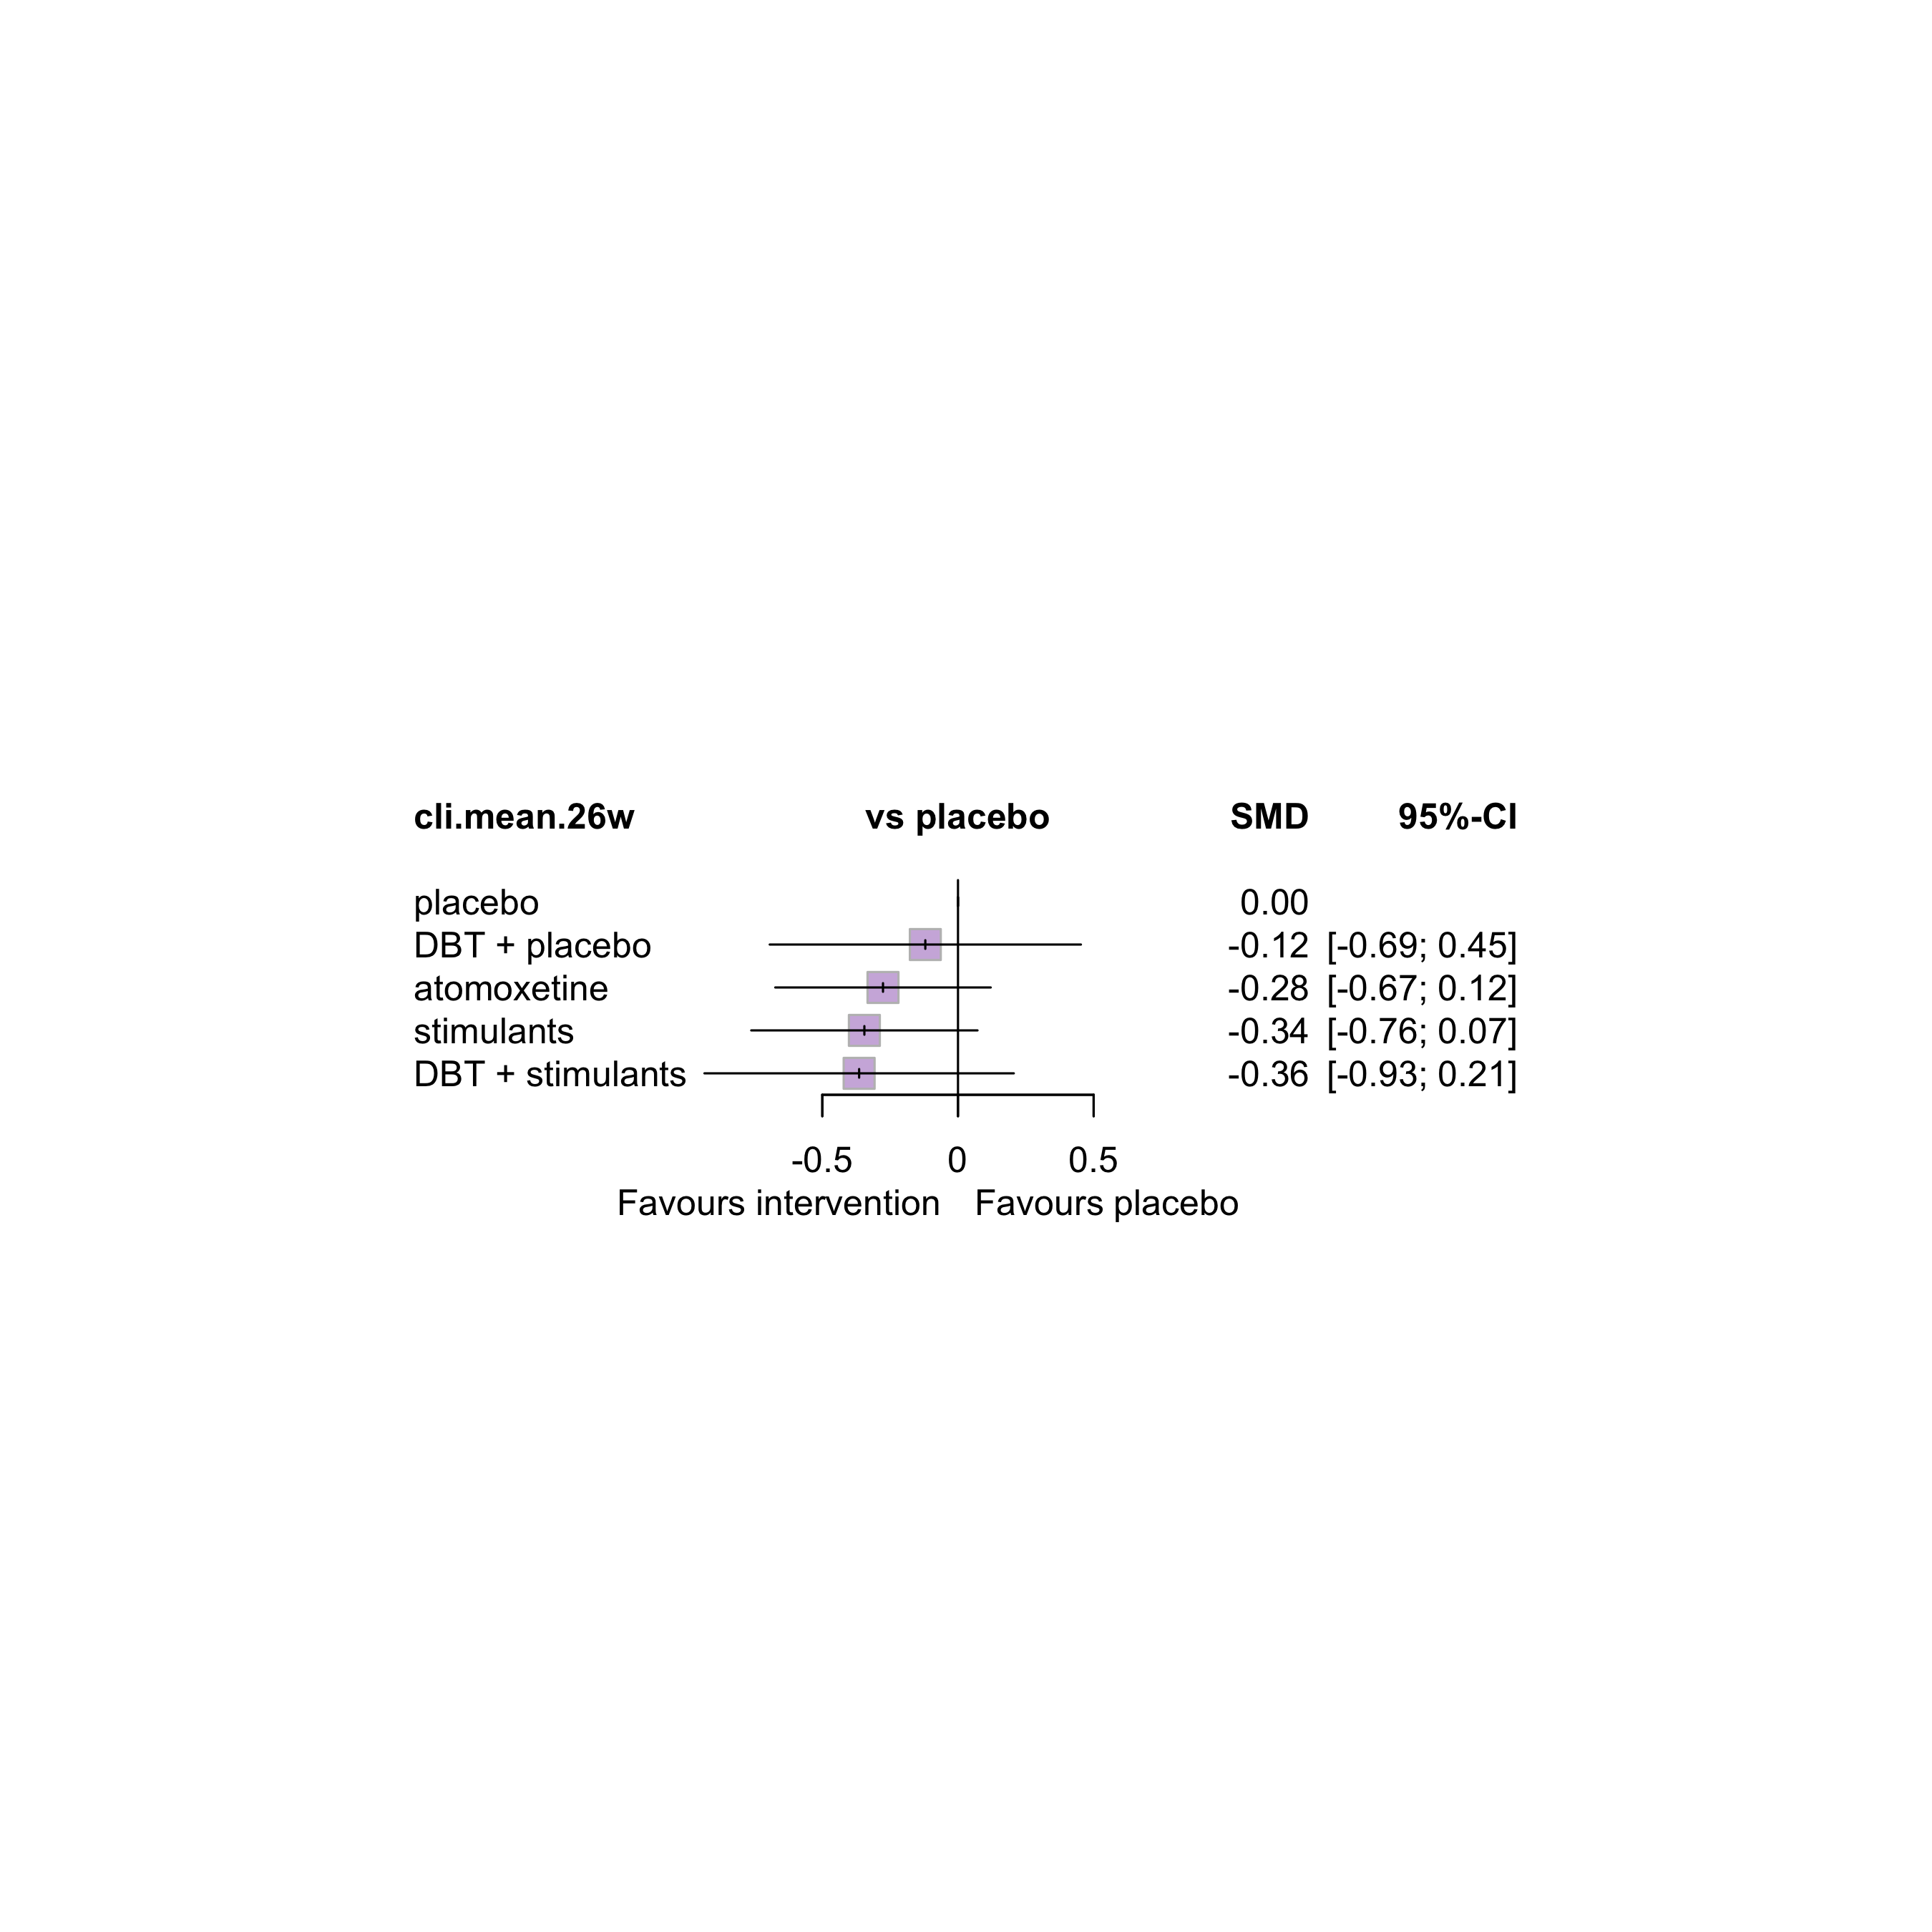 cli.mean.26w vs placebo SMD 95%-CI
placebo 0.00
DBT + placebo -0.12 [-0.69; 0.45]
atomoxetine -0.28 [-0.67; 0.12]
stimulants -0.34 [-0.76; 0.07]
DBT + stimulants -0.36 [-0.93; 0.21]
-0.5 0 0.5
Favours intervention Favours placebo